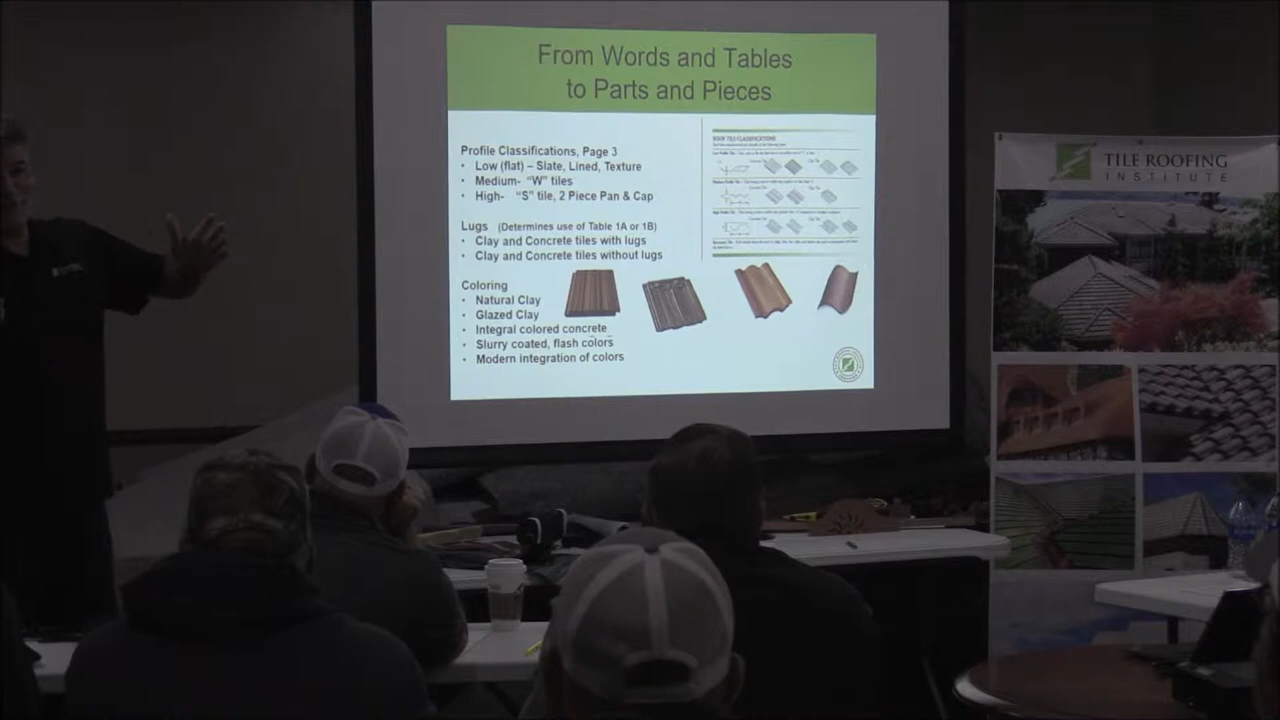 From Words and Tables
to Parts and Pieces
Profile Classifications, Page 3
• Low (flat) – Slate, Lined, Texture
• Medium- “W” tiles
• High- “S” tile, 2 Piece Pan & Cap
Lugs (Determines use of Table 1A or 1B)
• Clay and Concrete tiles with lugs
• Clay and Concrete tiles without lugs
Coloring
• Natural Clay
• Glazed Clay
• Integral colored concrete
• Slurry coated, flash colors
• Modern integration of colors
ROOF TILE CLASSIFICATIONS
TILE ROOFING
INSTITUTE